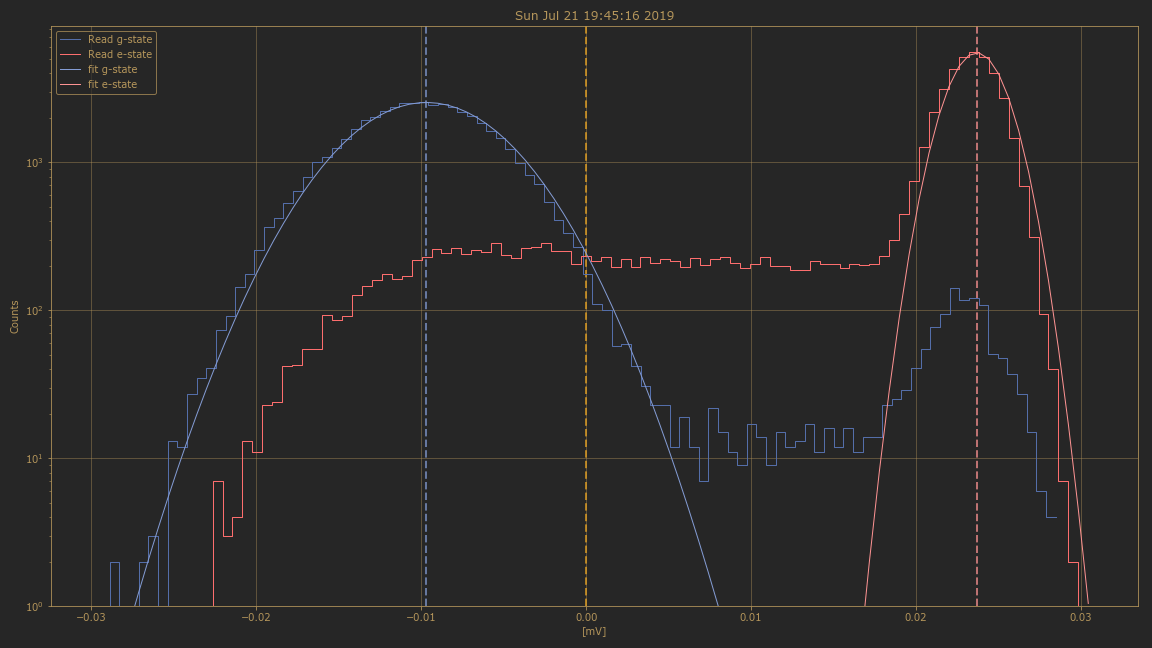 Sun Jul 21 19:45:16 2019
Read g-state
Read e-state
fit g-state
fit e-state
Counts
10³
10²
10¹
10⁰
−0.03 −0.02 −0.01 0.00 0.01 0.02 0.03
[mV]